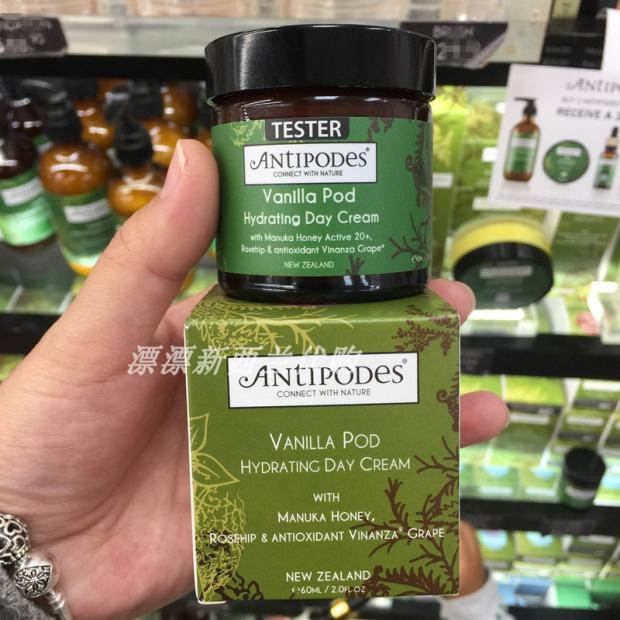 TESTER
ANTIPODES®
CONNECT WITH NATURE
Vanilla Pod
Hydrating Day Cream
with Manuka Honey Active 20+,
Rosehip & antioxidant Vinanza Grape®
NEW ZEALAND
ANTIPODES
RECEIVE A
漂漂新西兰代购
ANTIPODES®
CONNECT WITH NATURE
VANILLA POD
HYDRATING DAY CREAM
WITH
MANUKA HONEY,
ROSEHIP & ANTIOXIDANT VINANZA® GRAPE
NEW ZEALAND
℮60ML / 2.0FL OZ